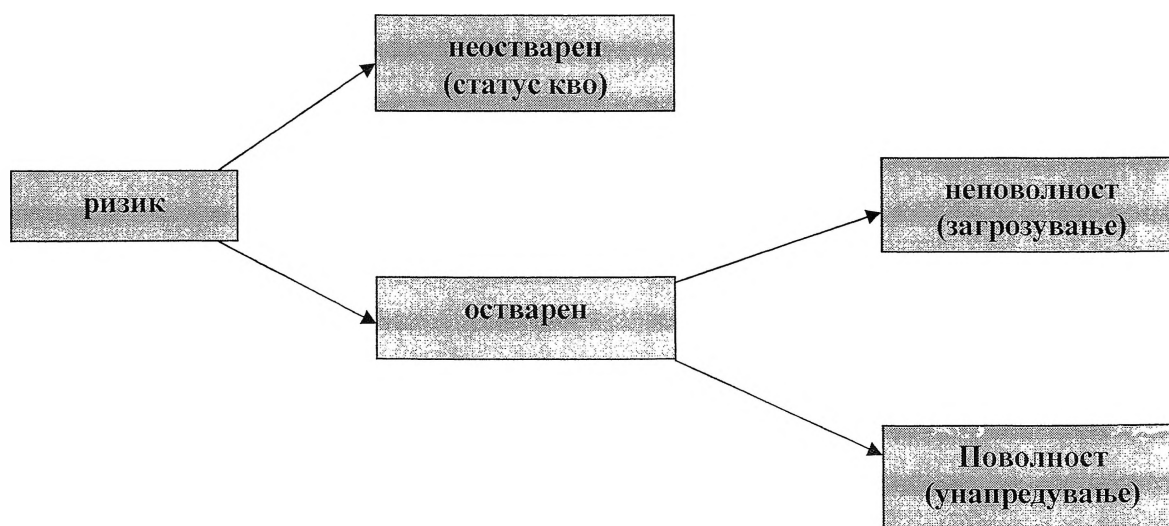 неостварен
(статус кво)
ризик
неповолност
(загрозување)
остварен
Поволност
(унапредување)